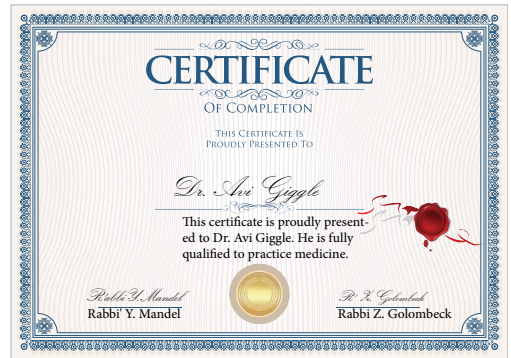 CERTIFICATE
OF COMPLETION
THIS CERTIFICATE IS
PROUDLY PRESENTED TO
Dr. Avi Giggle
This certificate is proudly present-
ed to Dr. Avi Giggle. He is fully
qualified to practice medicine.
Rabbi Y. Mandel
Rabbi' Y. Mandel
R' Z. Golombeck
Rabbi Z. Golombeck